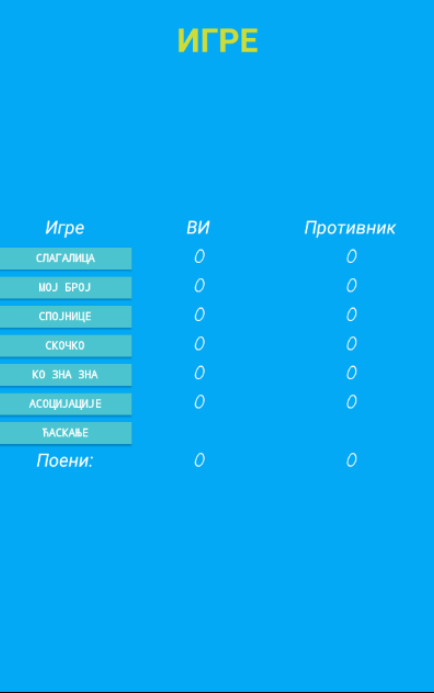 ИГРЕ
Игре ВИ Противник
СЛАГАЛИЦА 0 0
МОЈ БРОЈ 0 0
СПОЈНИЦЕ 0 0
СКОЧКО 0 0
КО ЗНА ЗНА 0 0
АСОЦИЈАЦИЈЕ 0 0
ЋАСКАЊЕ
Поени: 0 0